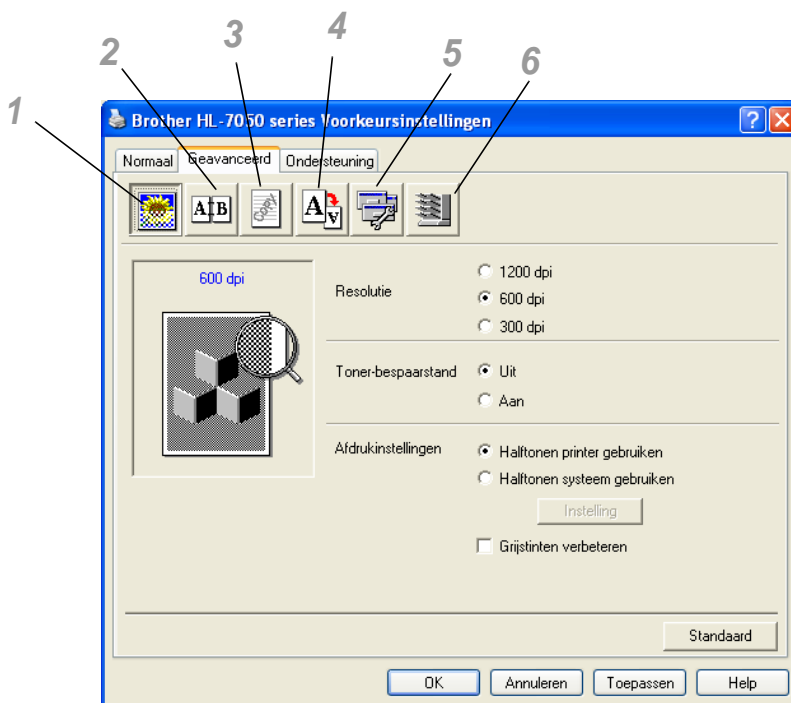 1 2 3 4 5 6
Brother HL-7050 series Voorkeursinstellingen
Normaal Geavanceerd Ondersteuning
A B COPY A A
600 dpi
Resolutie
1200 dpi
600 dpi
300 dpi
Toner-bespaarstand
Uit
Aan
Afdrukinstellingen
Halftonen printer gebruiken
Halftonen systeem gebruiken
Instelling
Grijstinten verbeteren
Standaard
OK Annuleren Toepassen Help